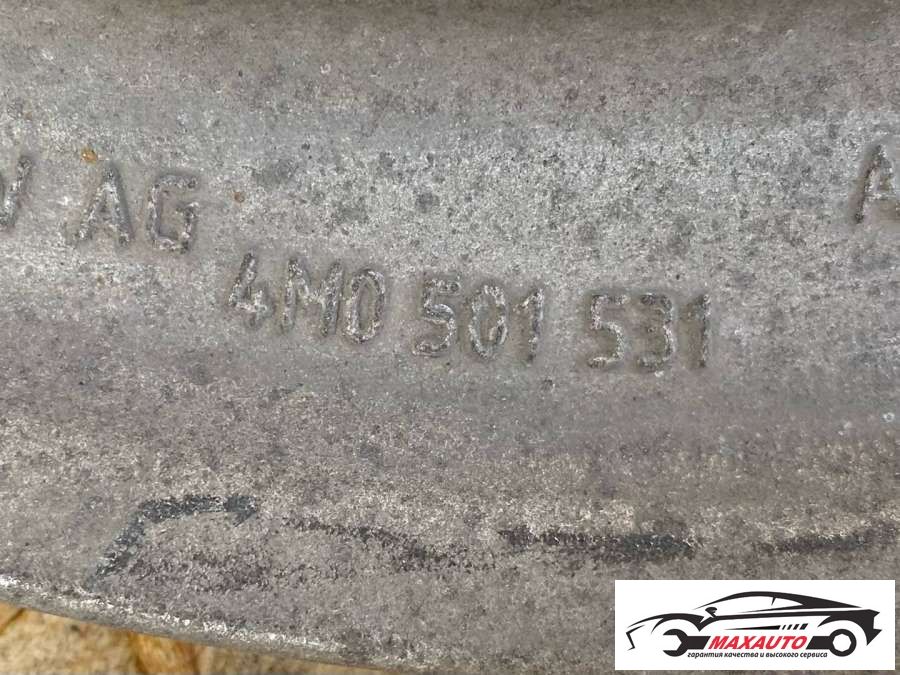 AG
4M0 501 531
MAXAUTO
гарантия качества и высокого сервиса